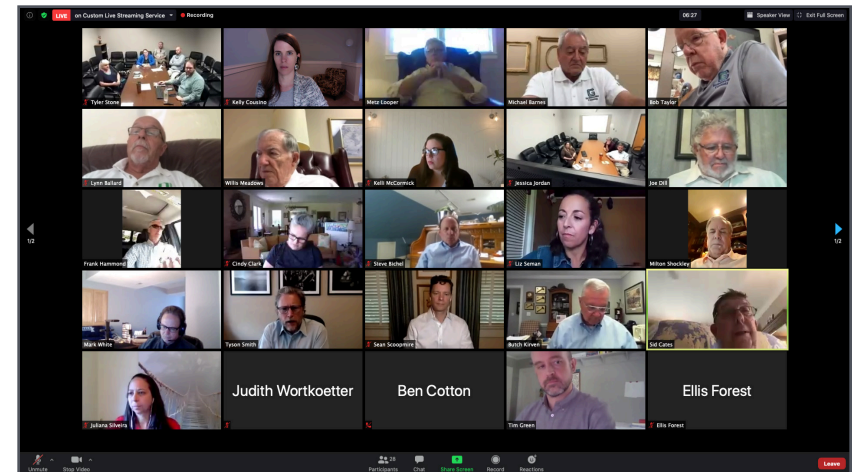 LIVE on Custom Live Streaming Service Recording 06:27 Speaker View Exit Full Screen
Tyler Stone
Kelly Cousino
Metz Looper
Michael Barnes
Bob Taylor
Lynn Ballard
Willis Meadows
Kelli McCormick
Jessica Jordan
Joe Dill
1/2
1/2
Frank Hammond
Cindy Clark
Steve Bichel
Liz Seman
Milton Shockley
Mark White
Tyson Smith
Sean Scoopmire
Butch Kirven
Sid Cates
Juliana Silveira
Judith Wortkoetter
Ben Cotton
Tim Green
Ellis Forest
Ellis Forest
Unmute Stop Video Participants 28 Chat Share Screen Record Reactions Leave